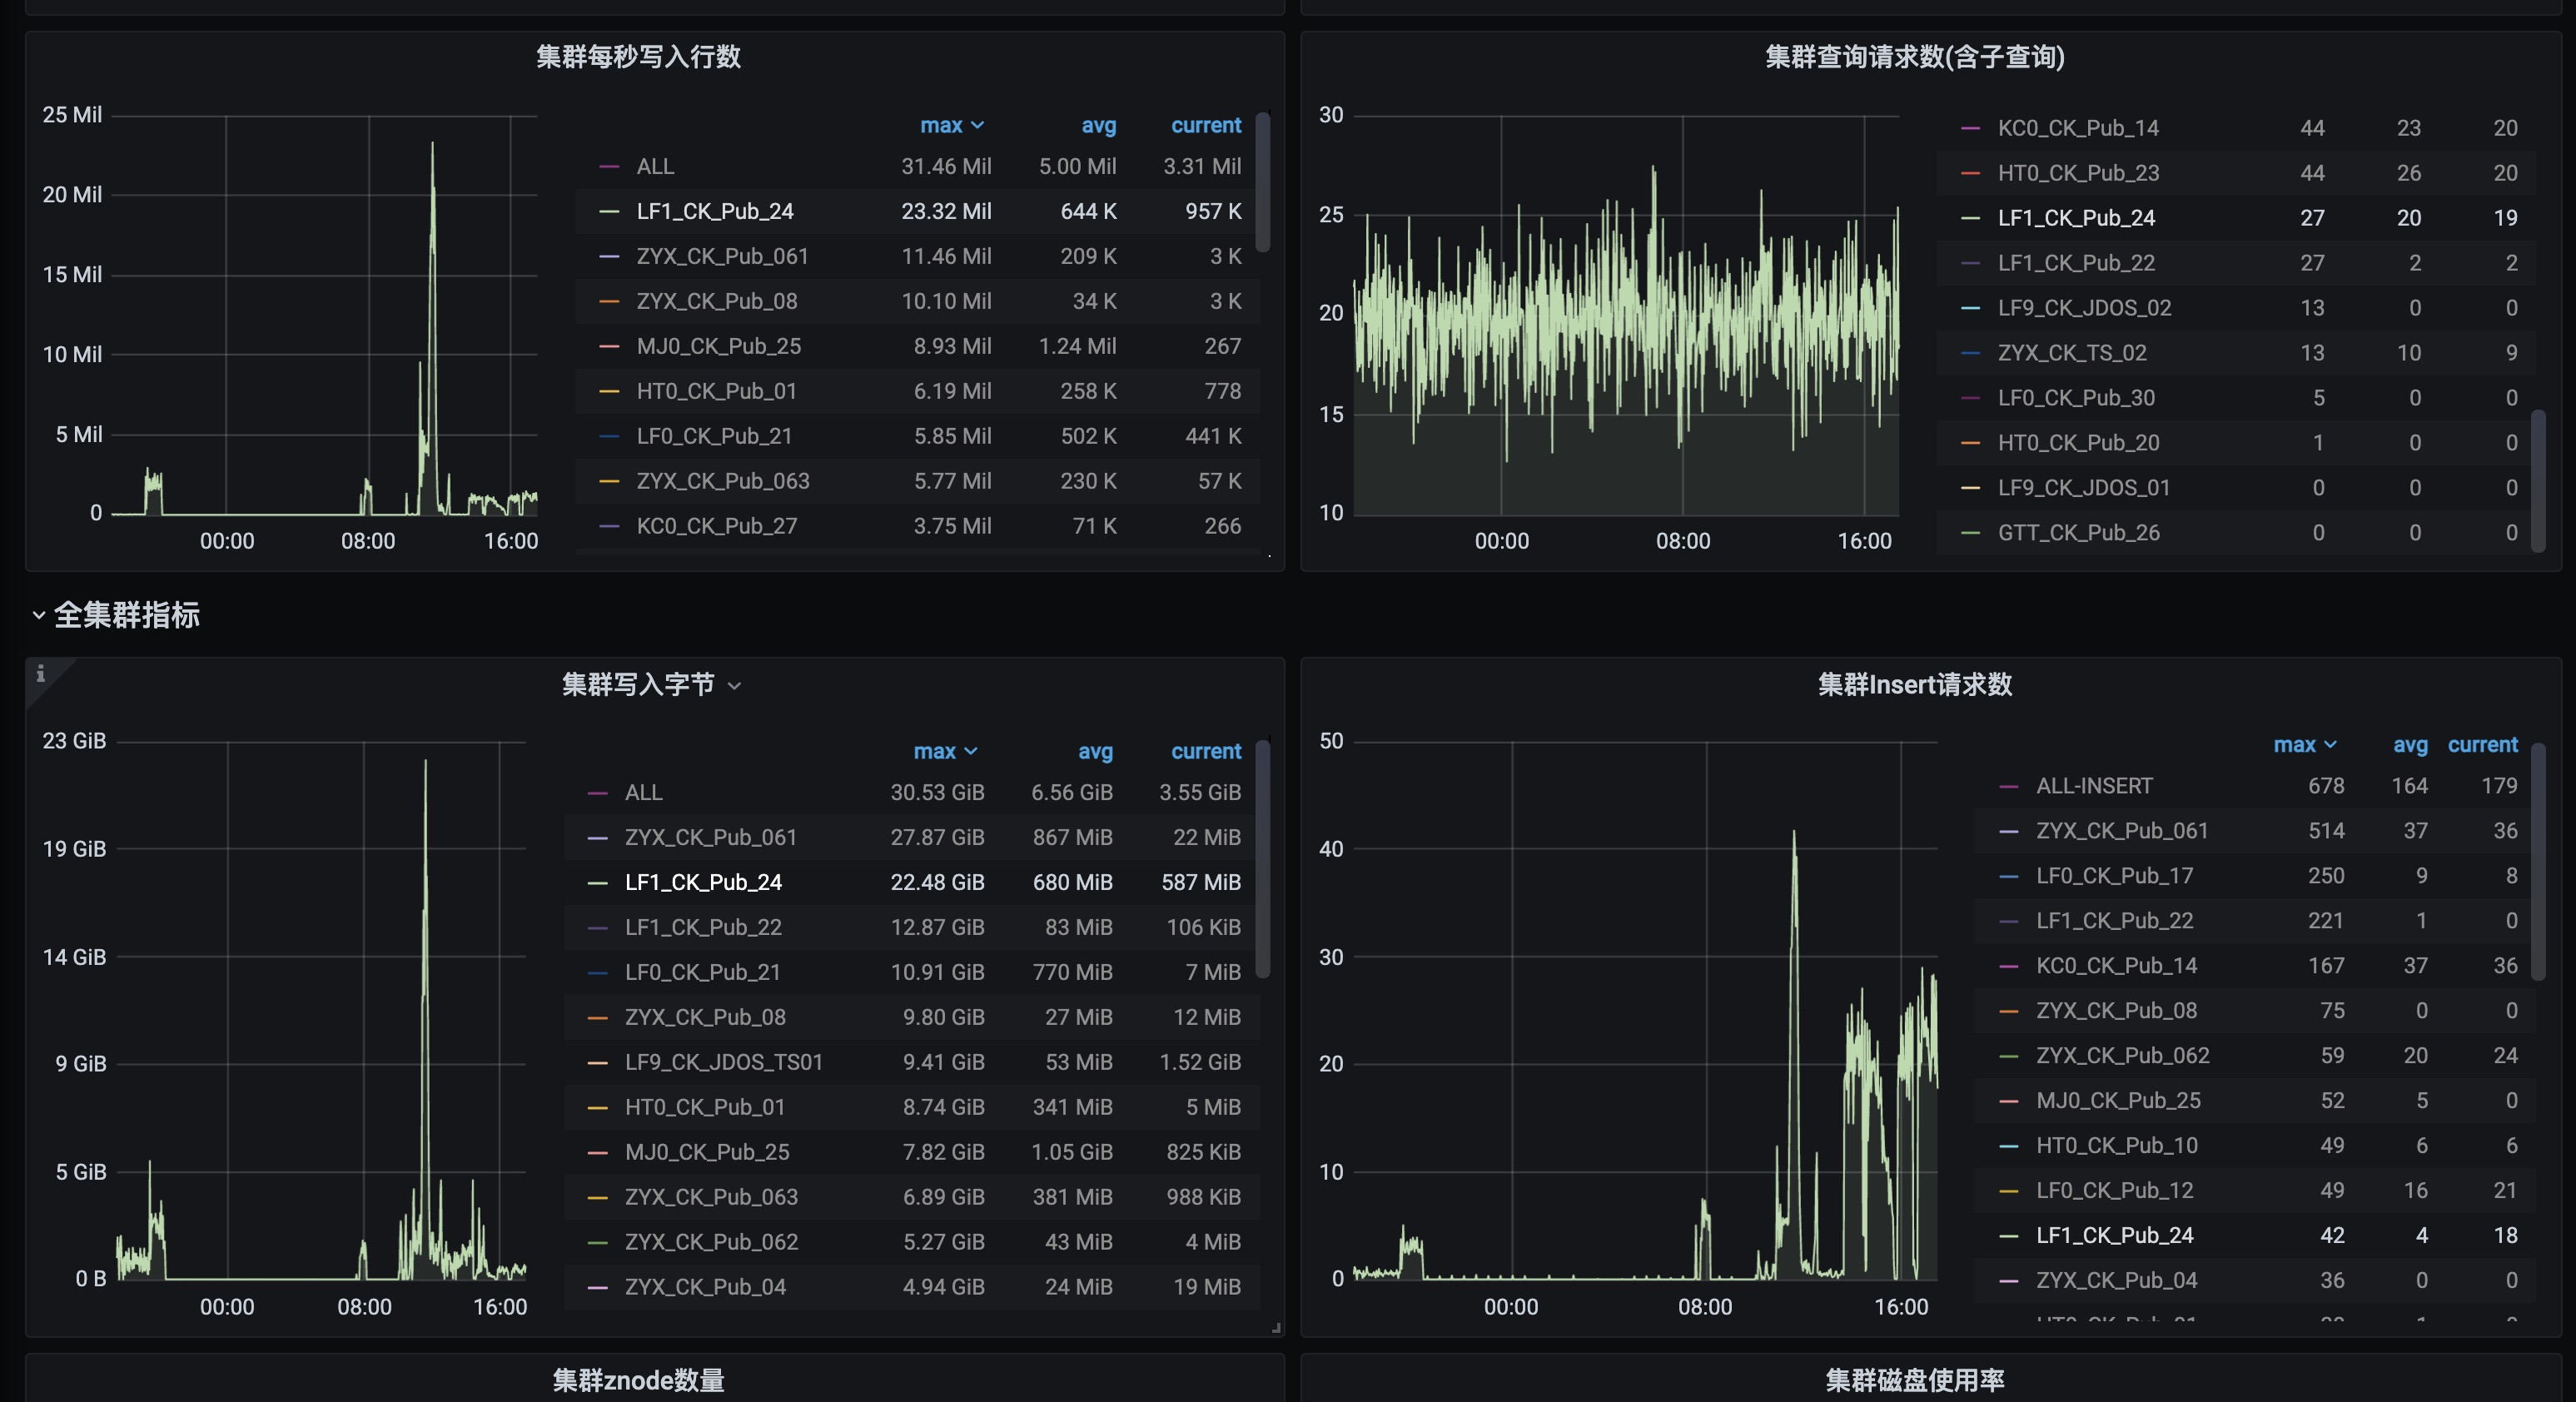 集群每秒写入行数
25 Mil
20 Mil
15 Mil
10 Mil
5 Mil
0
00:00 08:00 16:00
max avg current
ALL 31.46 Mil 5.00 Mil 3.31 Mil
LF1_CK_Pub_24 23.32 Mil 644 K 957 K
ZYX_CK_Pub_061 11.46 Mil 209 K 3 K
ZYX_CK_Pub_08 10.10 Mil 34 K 3 K
MJ0_CK_Pub_25 8.93 Mil 1.24 Mil 267
HT0_CK_Pub_01 6.19 Mil 258 K 778
LF0_CK_Pub_21 5.85 Mil 502 K 441 K
ZYX_CK_Pub_063 5.77 Mil 230 K 57 K
KC0_CK_Pub_27 3.75 Mil 71 K 266
集群查询请求数(含子查询)
30
25
20
15
10
00:00 08:00 16:00
KC0_CK_Pub_14 44 23 20
HT0_CK_Pub_23 44 26 20
LF1_CK_Pub_24 27 20 19
LF1_CK_Pub_22 27 2 2
LF9_CK_JDOS_02 13 0 0
ZYX_CK_TS_02 13 10 9
LF0_CK_Pub_30 5 0 0
HT0_CK_Pub_20 1 0 0
LF9_CK_JDOS_01 0 0 0
GTT_CK_Pub_26 0 0 0
全集群指标
集群写入字节
23 GiB
19 GiB
14 GiB
9 GiB
5 GiB
0 B
00:00 08:00 16:00
max avg current
ALL 30.53 GiB 6.56 GiB 3.55 GiB
ZYX_CK_Pub_061 27.87 GiB 867 MiB 22 MiB
LF1_CK_Pub_24 22.48 GiB 680 MiB 587 MiB
LF1_CK_Pub_22 12.87 GiB 83 MiB 106 KiB
LF0_CK_Pub_21 10.91 GiB 770 MiB 7 MiB
ZYX_CK_Pub_08 9.80 GiB 27 MiB 12 MiB
LF9_CK_JDOS_TS01 9.41 GiB 53 MiB 1.52 GiB
HT0_CK_Pub_01 8.74 GiB 341 MiB 5 MiB
MJ0_CK_Pub_25 7.82 GiB 1.05 GiB 825 KiB
ZYX_CK_Pub_063 6.89 GiB 381 MiB 988 KiB
ZYX_CK_Pub_062 5.27 GiB 43 MiB 4 MiB
ZYX_CK_Pub_04 4.94 GiB 24 MiB 19 MiB
集群Insert请求数
50
40
30
20
10
0
00:00 08:00 16:00
max avg current
ALL-INSERT 678 164 179
ZYX_CK_Pub_061 514 37 36
LF0_CK_Pub_17 250 9 8
LF1_CK_Pub_22 221 1 0
KC0_CK_Pub_14 167 37 36
ZYX_CK_Pub_08 75 0 0
ZYX_CK_Pub_062 59 20 24
MJ0_CK_Pub_25 52 5 0
HT0_CK_Pub_10 49 6 6
LF0_CK_Pub_12 49 16 21
LF1_CK_Pub_24 42 4 18
ZYX_CK_Pub_04 36 0 0
集群znode数量
集群磁盘使用率